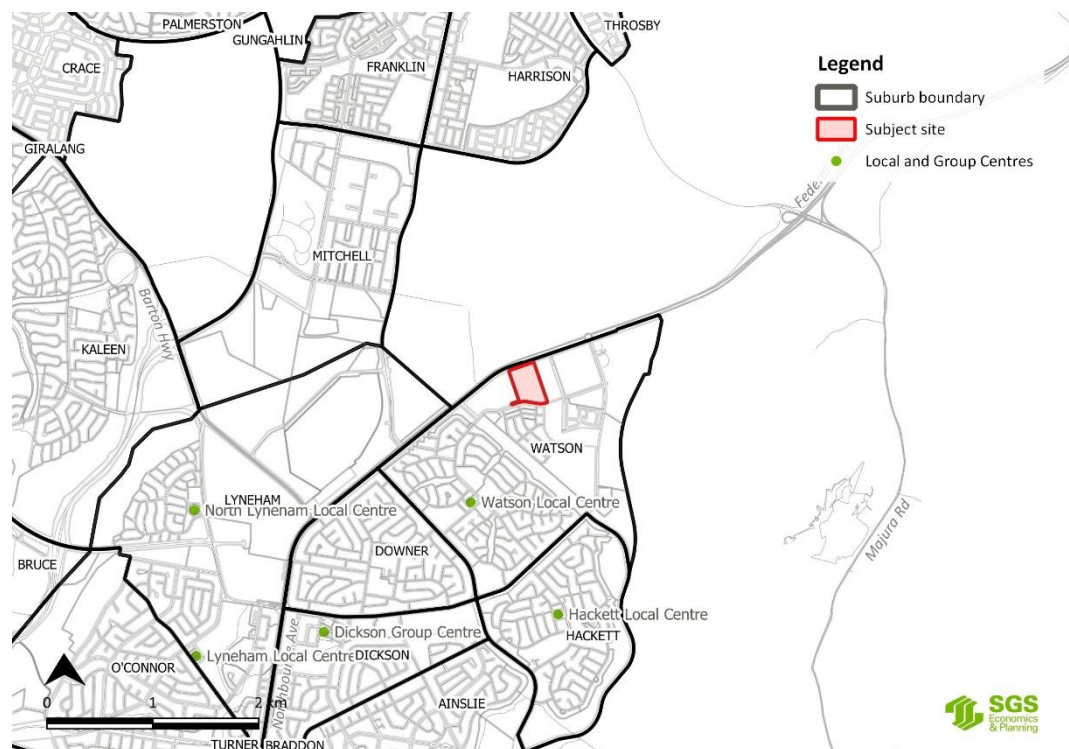 PALMERSTON
THROSBY
GUNGAHLIN
CRACE
FRANKLIN
HARRISON
Legend
Suburb boundary
Subject site
Local and Group Centres
GIRALANG
MITCHELL
Barton Hwy
KALEEN
WATSON
LYNEHAM
North Lyneham Local Centre
Watson Local Centre
Majura Rd
DOWNER
BRUCE
Hackett Local Centre
HACKETT
Dickson Group Centre
Lyneham Local Centre
DICKSON
O'CONNOR
Northbourne Ave
AINSLIE
0 1 2 km
TURNER
BRADDON
SGS
Economics
& Planning